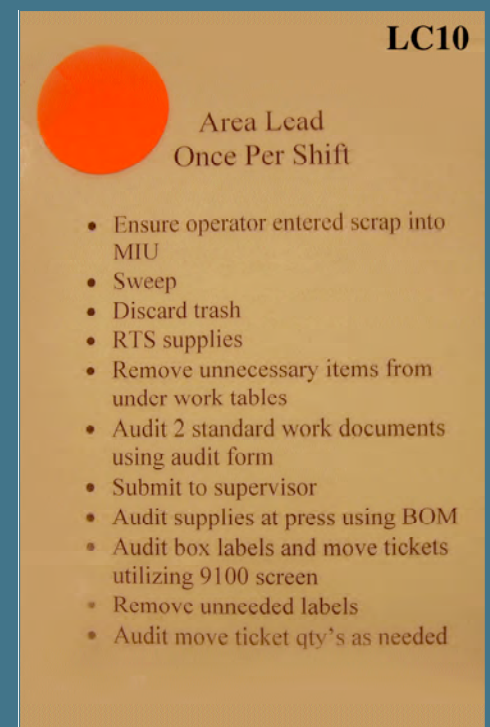 LC10
Area Lead
Once Per Shift
• Ensure operator entered scrap into
MIU
• Sweep
• Discard trash
• RTS supplies
• Remove unnecessary items from
under work tables
• Audit 2 standard work documents
using audit form
• Submit to supervisor
• Audit supplies at press using BOM
• Audit box labels and move tickets
utilizing 9100 screen
• Remove unneeded labels
• Audit move ticket qty's as needed